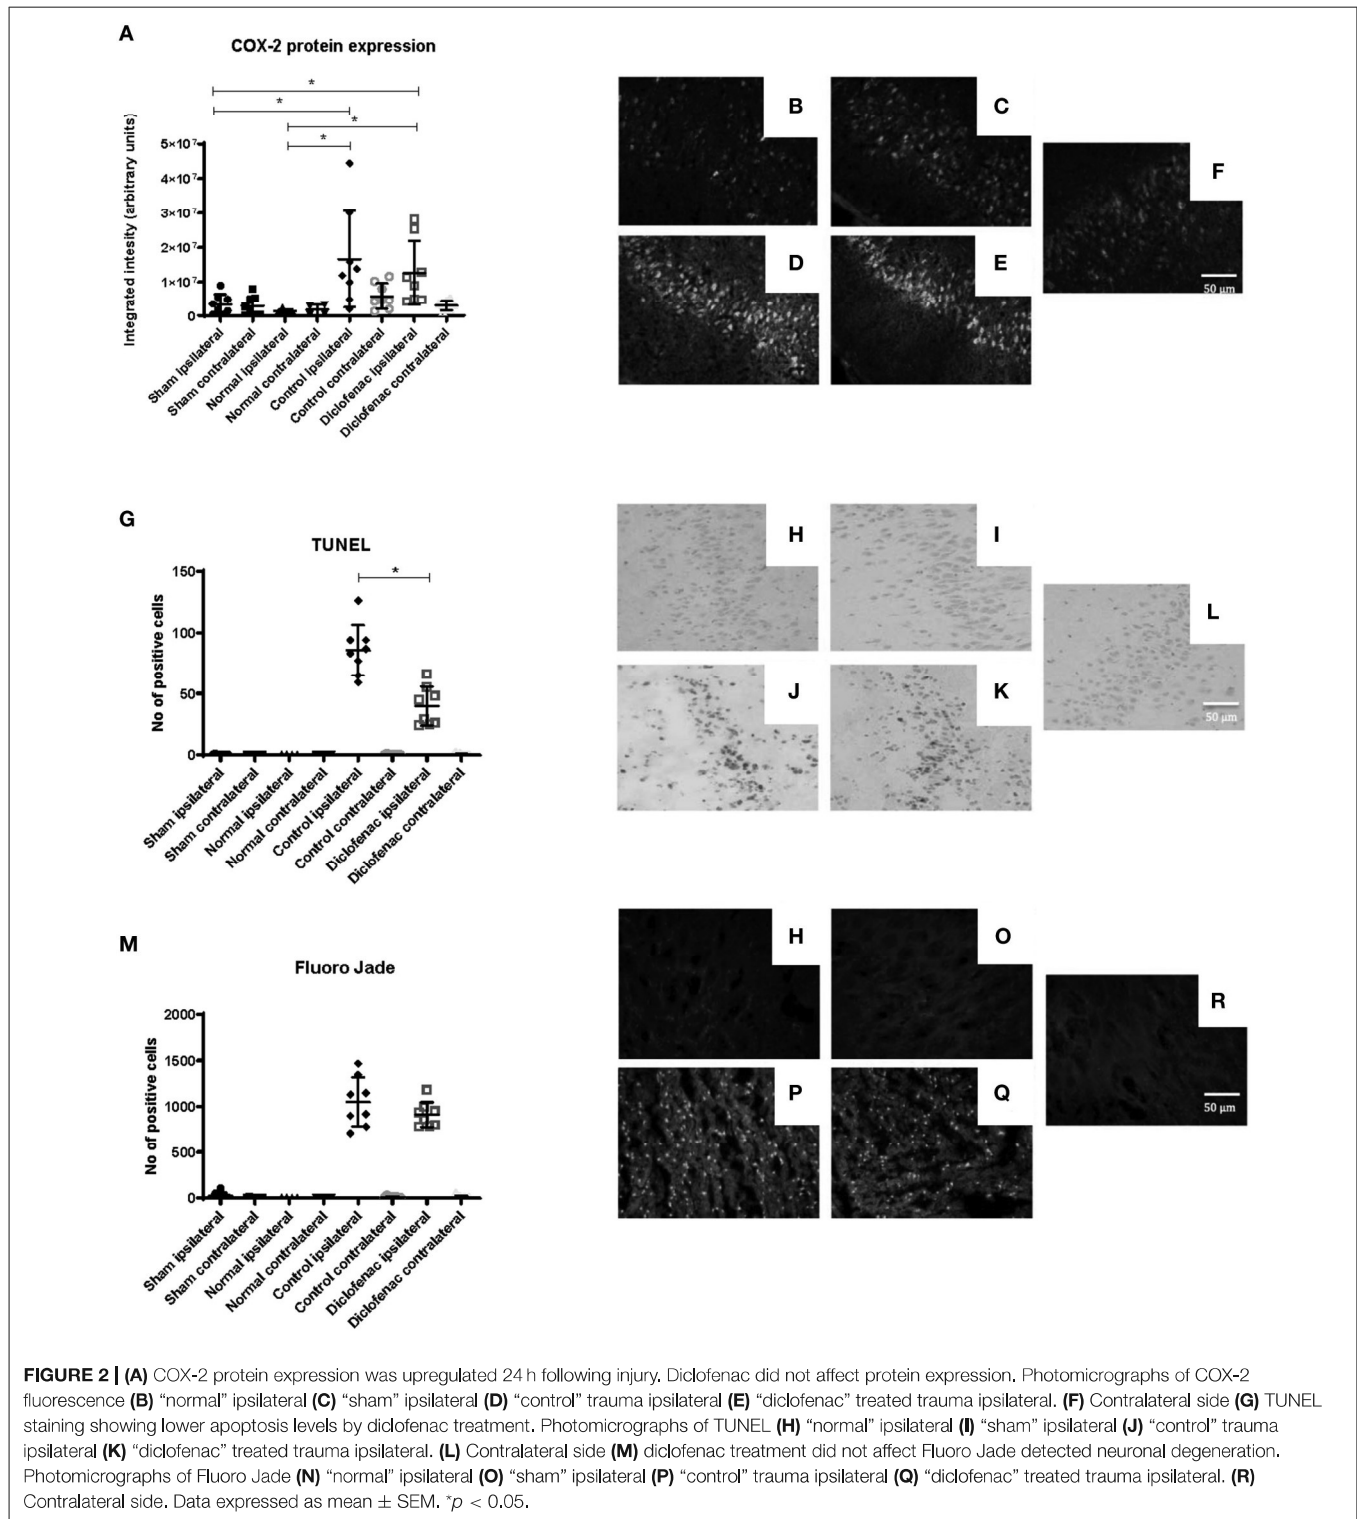 A
COX-2 protein expression
*
*
*
*
Integrated intesity (arbitrary units)
5×10⁷
4×10⁷
3×10⁷
2×10⁷
1×10⁷
0
Sham ipsilateral
Sham contralateral
Normal ipsilateral
Normal contralateral
Control ipsilateral
Control contralateral
Diclofenac ipsilateral
Diclofenac contralateral
B
C
D
E
F
50 µm
G
TUNEL
*
No of positive cells
150
100
50
0
Sham ipsilateral
Sham contralateral
Normal ipsilateral
Normal contralateral
Control ipsilateral
Control contralateral
Diclofenac ipsilateral
Diclofenac contralateral
H
I
J
K
L
50 µm
M
Fluoro Jade
No of positive cells
2000
1500
1000
500
0
Sham ipsilateral
Sham contralateral
Normal ipsilateral
Normal contralateral
Control ipsilateral
Control contralateral
Diclofenac ipsilateral
Diclofenac contralateral
H
O
P
Q
R
50 µm
FIGURE 2 | (A) COX-2 protein expression was upregulated 24 h following injury. Diclofenac did not affect protein expression. Photomicrographs of COX-2
fluorescence (B) “normal” ipsilateral (C) “sham” ipsilateral (D) “control” trauma ipsilateral (E) “diclofenac” treated trauma ipsilateral. (F) Contralateral side (G) TUNEL
staining showing lower apoptosis levels by diclofenac treatment. Photomicrographs of TUNEL (H) “normal” ipsilateral (I) “sham” ipsilateral (J) “control” trauma
ipsilateral (K) “diclofenac” treated trauma ipsilateral. (L) Contralateral side (M) diclofenac treatment did not affect Fluoro Jade detected neuronal degeneration.
Photomicrographs of Fluoro Jade (N) “normal” ipsilateral (O) “sham” ipsilateral (P) “control” trauma ipsilateral (Q) “diclofenac” treated trauma ipsilateral. (R)
Contralateral side. Data expressed as mean ± SEM. *p < 0.05.